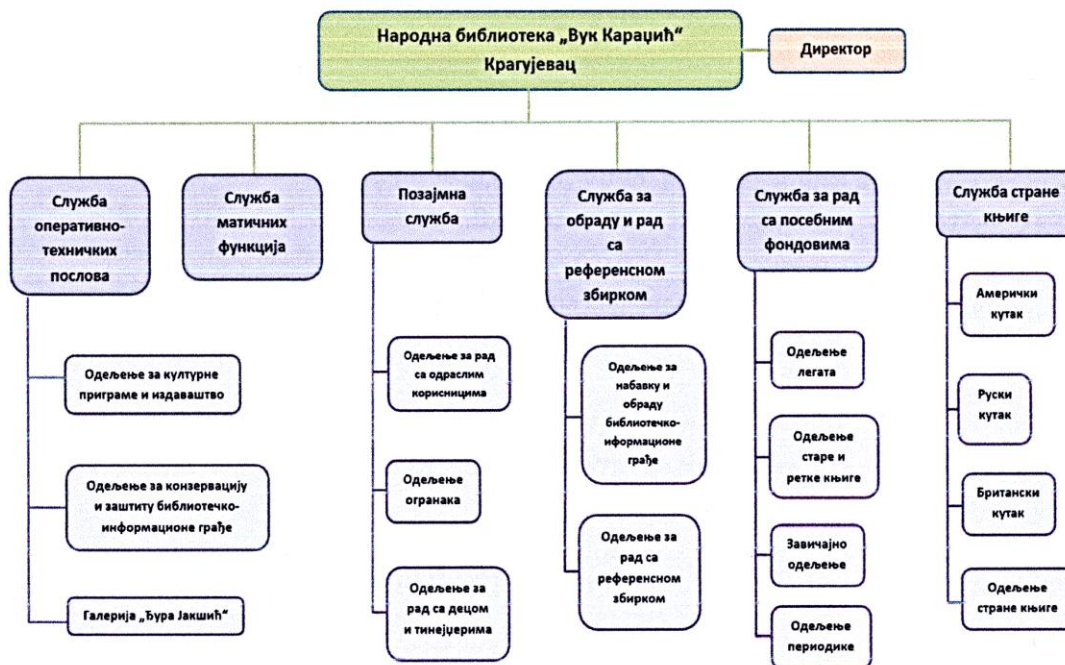 Народна библиотека „Вук Караџић“
Крагујевац
Директор
Служба
оперативно-
техничких
послова
Одељење за културне
програме и издаваштво
Одељење за конзервацију
и заштиту библиотечко-
информационе грађе
Галерија „Ђура Јакшић“
Служба
матичних
функција
Позајмна
служба
Одељење за рад
са одраслим
корисницима
Одељење
огранака
Одељење за
рад са децом
и тинејџерима
Служба за
обраду и рад
са
референсном
збирком
Одељење за
набавку и
обраду
библиотечко-
иформационе
грађе
Одељење за
рад са
референсном
збирком
Служба за рад
са посебним
фондовима
Одељење
легата
Одељење
старе и
ретке књиге
Завичајно
одељење
Одељење
периодике
Служба стране
књиге
Амерички
кутак
Руски
кутак
Британски
кутак
Одељење
стране књиге